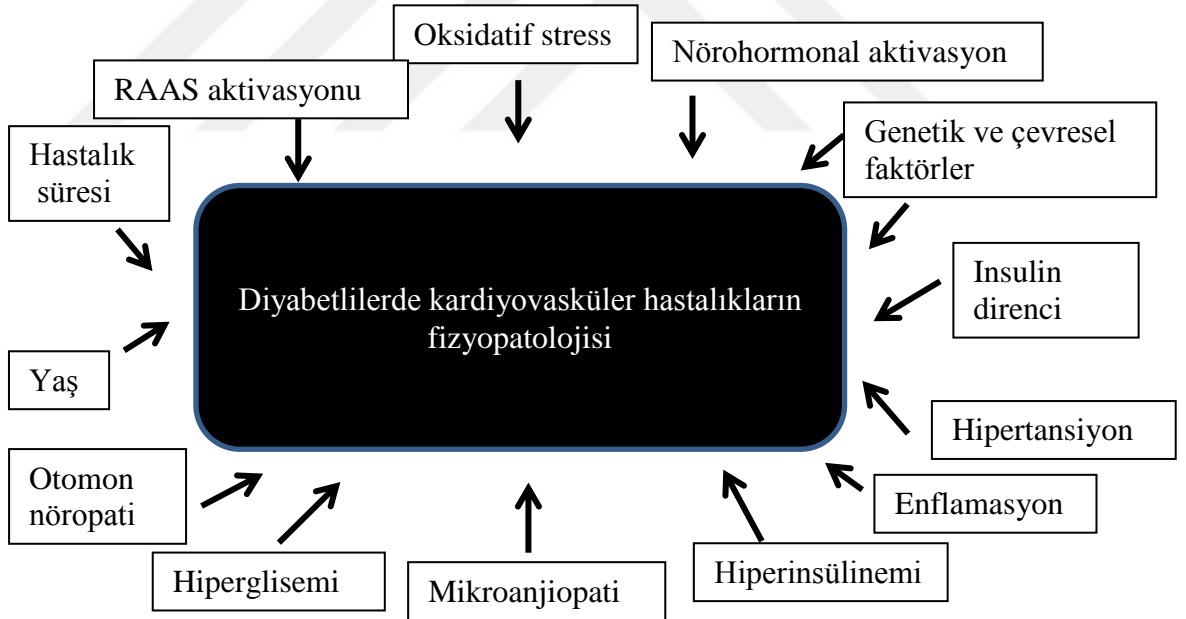 Oksidatif stress
Nörohormonal aktivasyon
RAAS aktivasyonu
Genetik ve çevresel
faktörler
Hastalık
süresi
Insulin
direnci
Diyabetlilerde kardiyovasküler hastalıkların
fizyopatolojisi
Yaş
Hipertansiyon
Otomon
nöropati
Enflamasyon
Hiperglisemi
Mikroanjiopati
Hiperinsülinemi